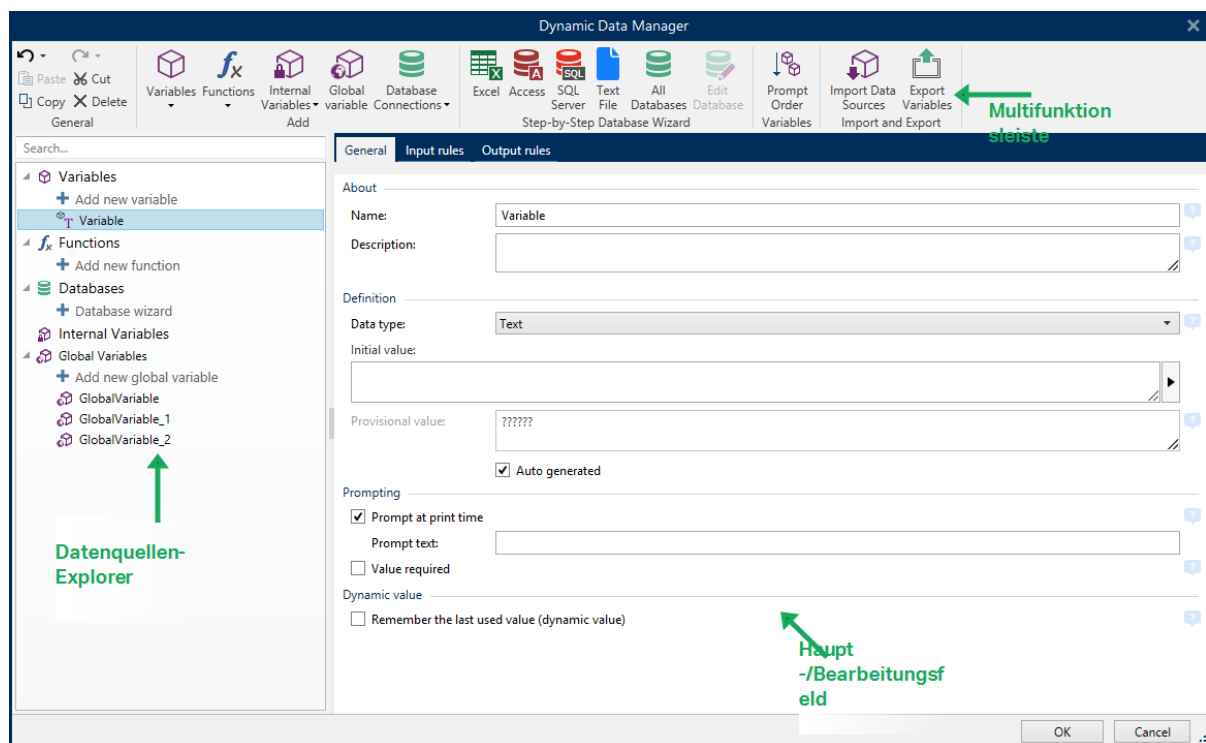 Dynamic Data Manager
Paste Cut
Copy Delete
General
Variables Functions Internal Variables Global variable Database Connections
Add
Excel Access SQL Server Text File All Databases Edit Database
Step-by-Step Database Wizard
Prompt Order
Variables
Import Data Sources Export Variables
Import and Export
Multifunktion
sleiste
Search...
General Input rules Output rules
Variables
Add new variable
Variable
Functions
Add new function
Databases
Database wizard
Internal Variables
Global Variables
Add new global variable
GlobalVariable
GlobalVariable_1
GlobalVariable_2
Datenquellen-
Explorer
About
Name: Variable
Description:
Definition
Data type: Text
Initial value:
Provisional value: ??????
Auto generated
Prompting
Prompt at print time
Prompt text:
Value required
Dynamic value
Remember the last used value (dynamic value)
Haupt
-/Bearbeitungsf
eld
OK Cancel